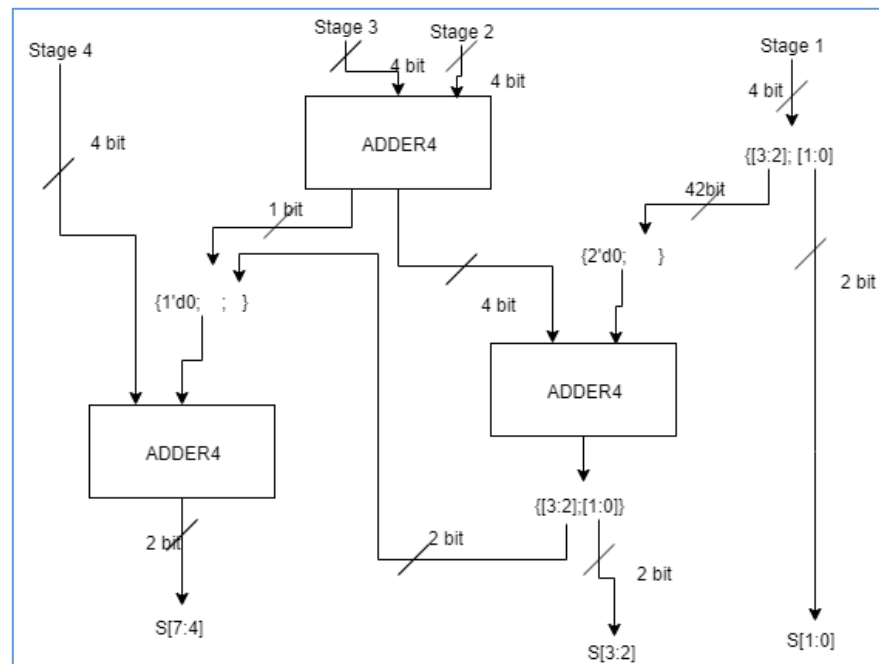 Stage 4
Stage 3
Stage 2
Stage 1
4 bit
4 bit
4 bit
4 bit
ADDER4
{[3:2]; [1:0]
1 bit
42bit
{2'd0; }
2 bit
{1'd0; ; }
4 bit
ADDER4
ADDER4
{[3:2];[1:0]}
2 bit
2 bit
2 bit
S[7:4]
S[3:2]
S[1:0]